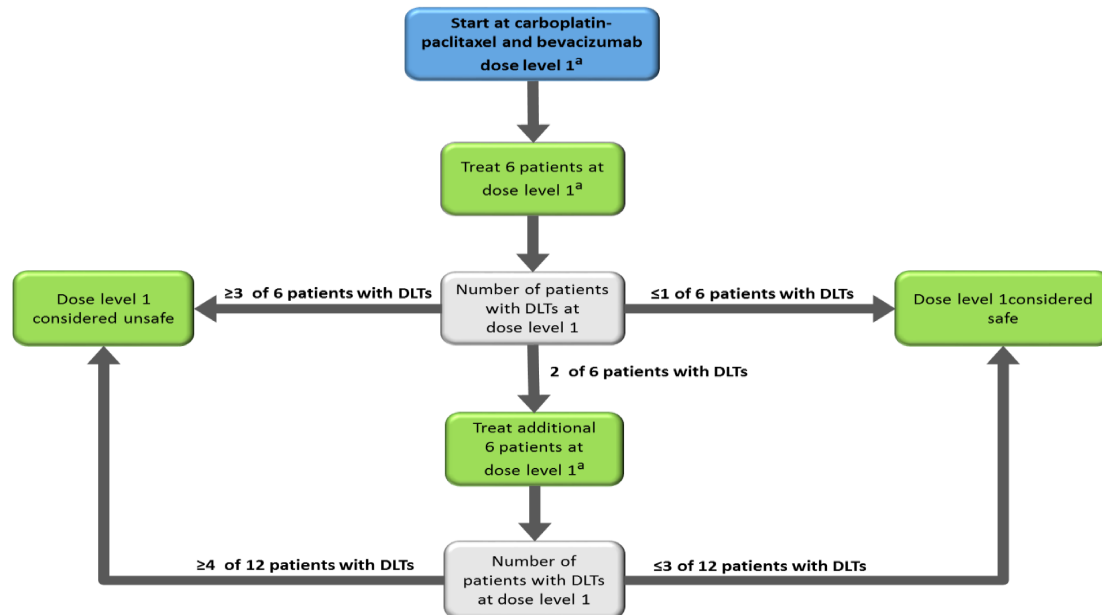 Start at carboplatin-
paclitaxel and bevacizumab
dose level 1a
Treat 6 patients at
dose level 1a
≥3 of 6 patients with DLTs
≤1 of 6 patients with DLTs
Dose level 1
considered unsafe
Number of patients
with DLTs at
dose level 1
Dose level 1considered
safe
2 of 6 patients with DLTs
Treat additional
6 patients at
dose level 1a
≥4 of 12 patients with DLTs
≤3 of 12 patients with DLTs
Number of
patients with DLTs
at dose level 1